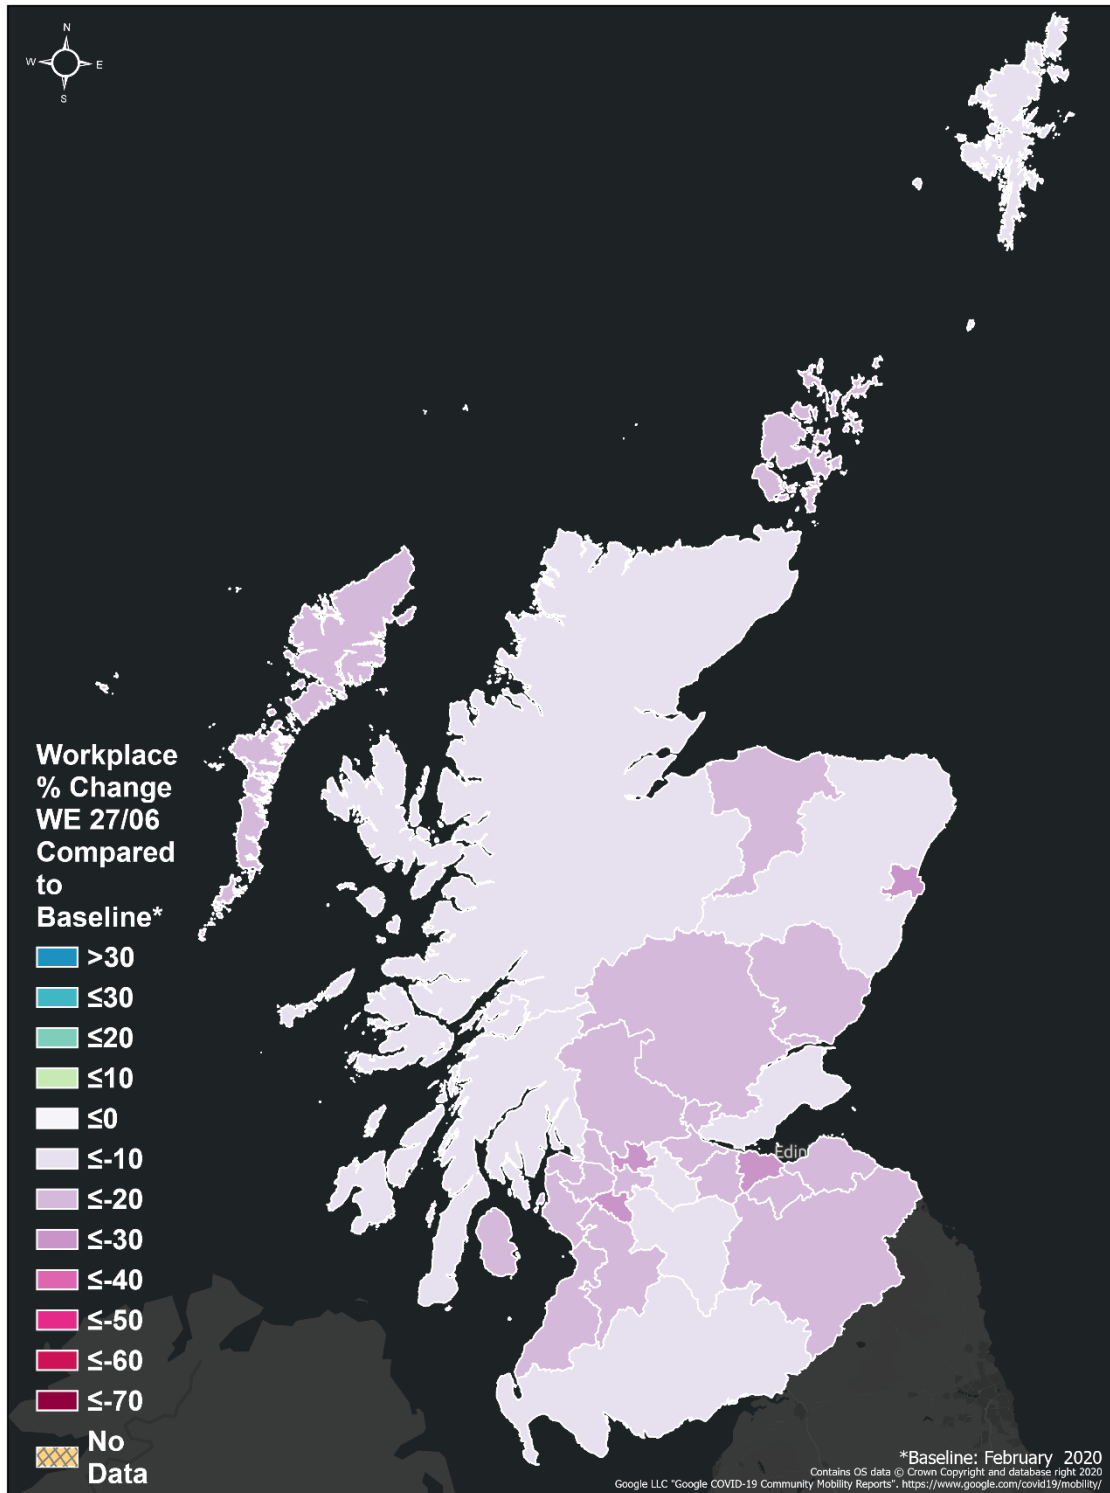 N
W E
S
Workplace
% Change
WE 27/06
Compared
to
Baseline*
>30
≤30
≤20
≤10
≤0
≤-10
≤-20
≤-30
≤-40
≤-50
≤-60
≤-70
No
Data
Edin
*Baseline: February 2020
Contains OS data © Crown Copyright and database right 2020
Google LLC "Google COVID-19 Community Mobility Reports". https://www.google.com/covid19/mobility/